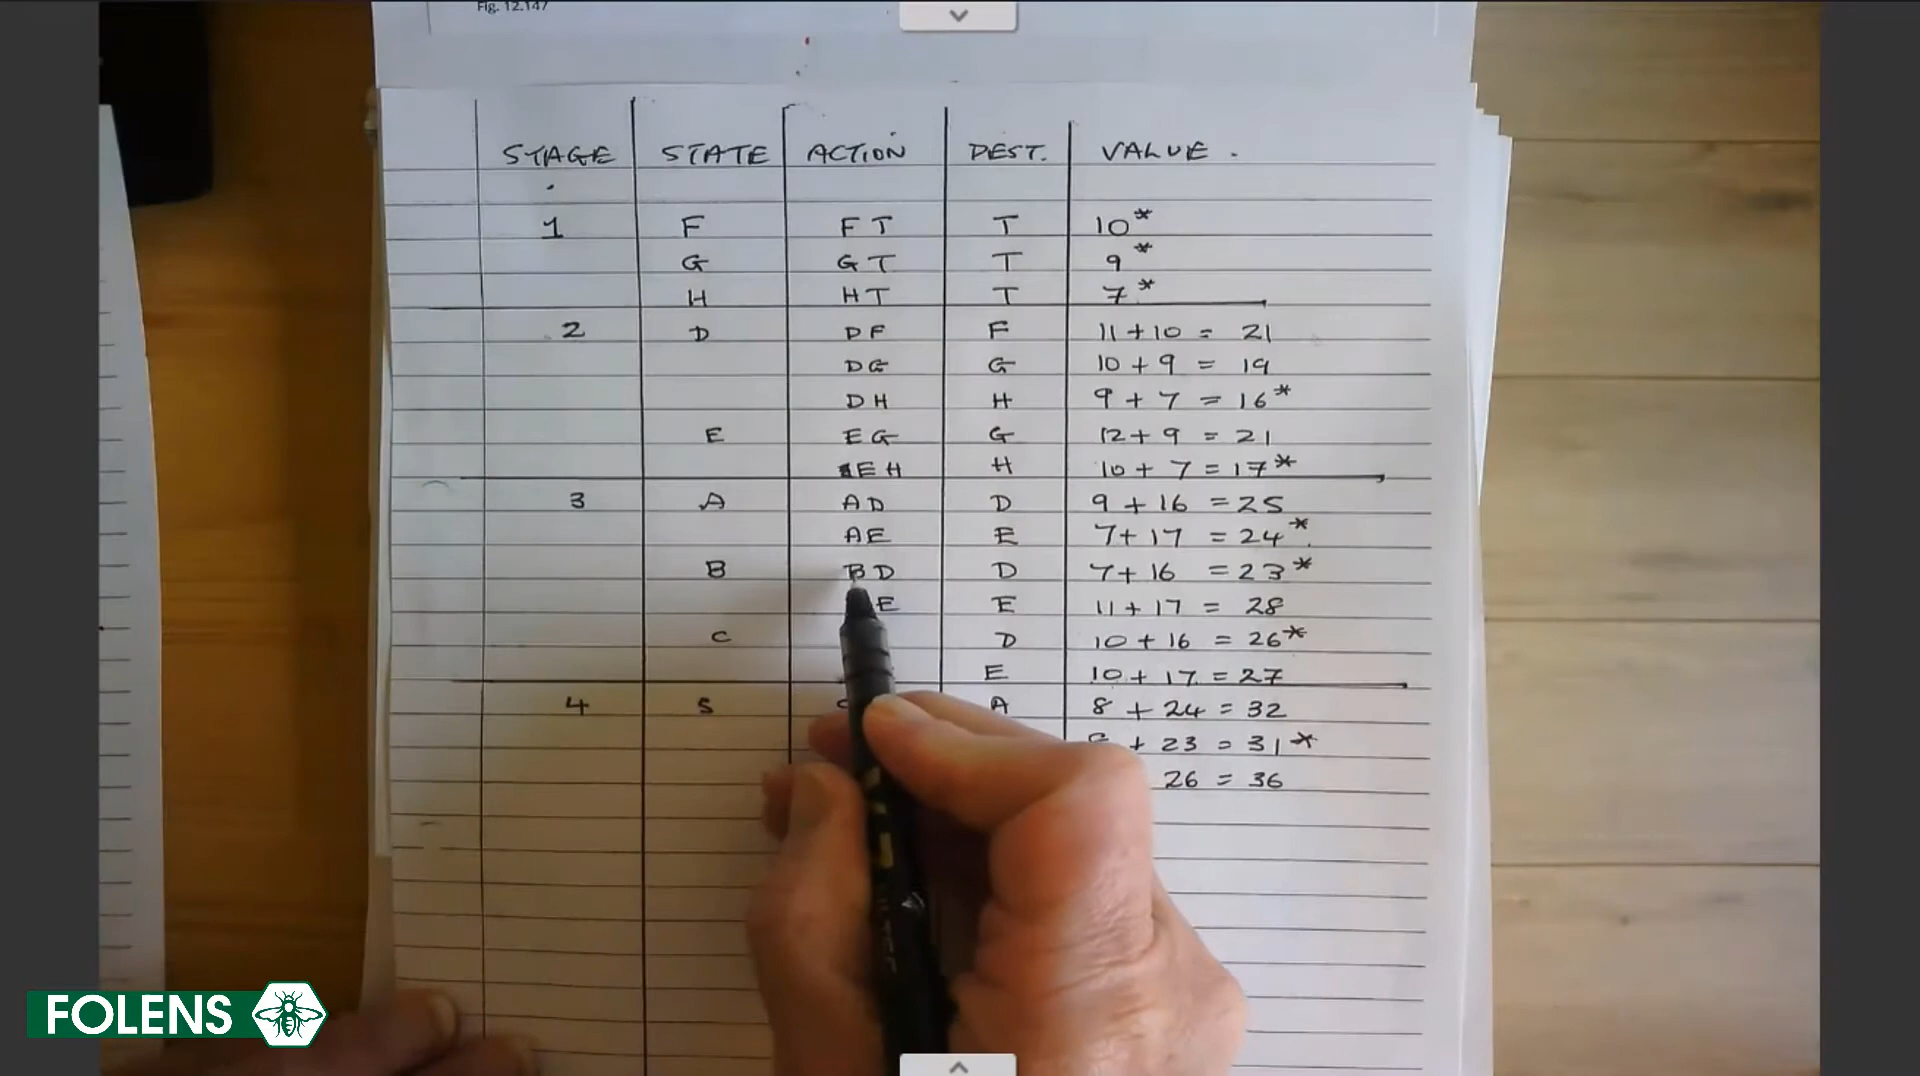 Fig. 12.147
STAGE STATE ACTION DEST. VALUE.
1 F FT T 10*
G GT T 9*
H HT T 7*
2 D DF F 11 + 10 = 21
DG G 10 + 9 = 19
DH H 9 + 7 = 16*
E EG G 12 + 9 = 21
EH H 10 + 7 = 17*
3 A AD D 9 + 16 = 25
AE E 7 + 17 = 24*
B BD D 7 + 16 = 23*
E E 11 + 17 = 28
C D 10 + 16 = 26*
E 10 + 17 = 27
4 S A 8 + 24 = 32
+ 23 = 31*
26 = 36
FOLENS